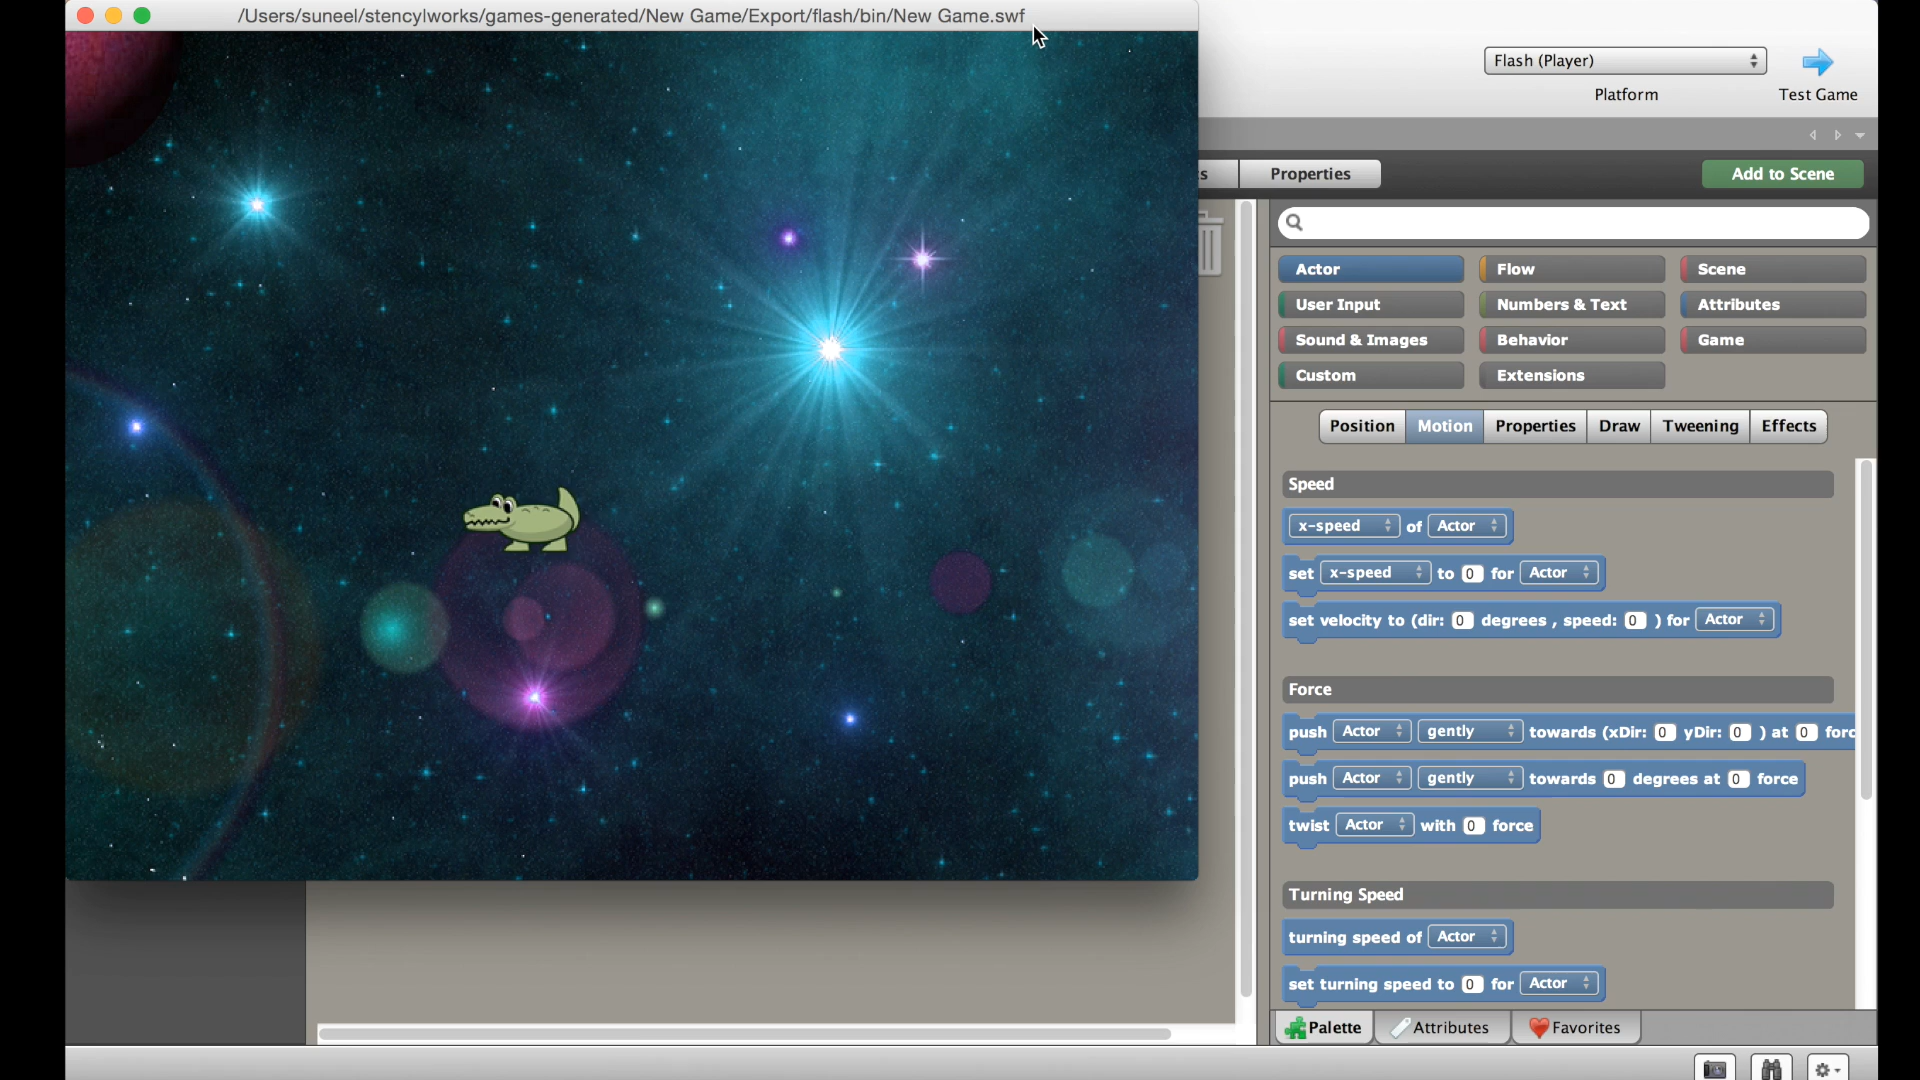 /Users/suneel/stencylworks/games-generated/New Game/Export/flash/bin/New Game.swf
Flash (Player)
Platform
Test Game
s
Properties
Add to Scene
Actor
Flow
Scene
User Input
Numbers & Text
Attributes
Sound & Images
Behavior
Game
Custom
Extensions
Position
Motion
Properties
Draw
Tweening
Effects
Speed
x-speed of Actor
set x-speed to 0 for Actor
set velocity to (dir: 0 degrees , speed: 0 ) for Actor
Force
push Actor gently towards (xDir: 0 yDir: 0 ) at 0 forc
push Actor gently towards 0 degrees at 0 force
twist Actor with 0 force
Turning Speed
turning speed of Actor
set turning speed to 0 for Actor
Palette
Attributes
Favorites